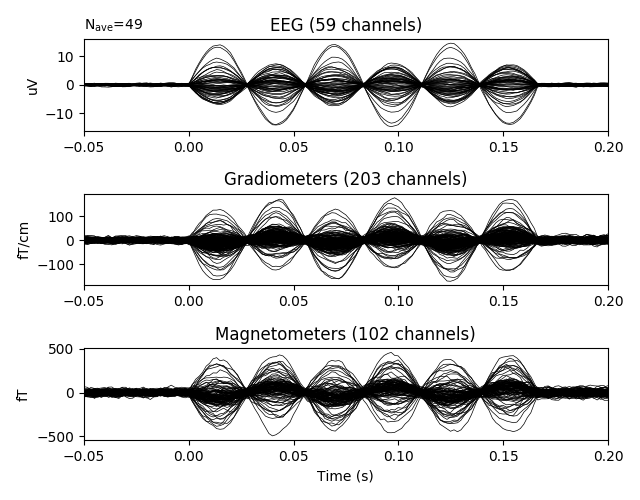 N_ave=49
EEG (59 channels)
uV
10
0
−10
−0.05 0.00 0.05 0.10 0.15 0.20
Gradiometers (203 channels)
fT/cm
100
0
−100
−0.05 0.00 0.05 0.10 0.15 0.20
Magnetometers (102 channels)
fT
500
0
−500
−0.05 0.00 0.05 0.10 0.15 0.20
Time (s)